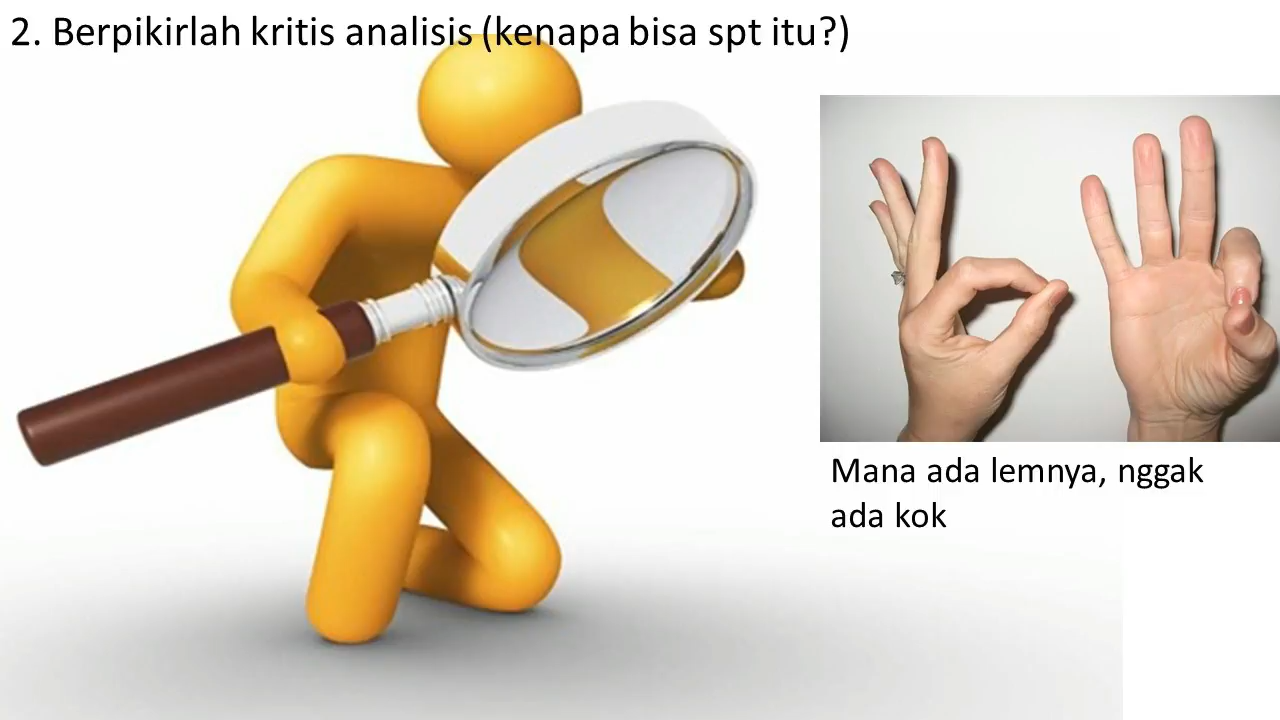 2. Berpikirlah kritis analisis (kenapa bisa spt itu?)
Mana ada lemnya, nggak
ada kok